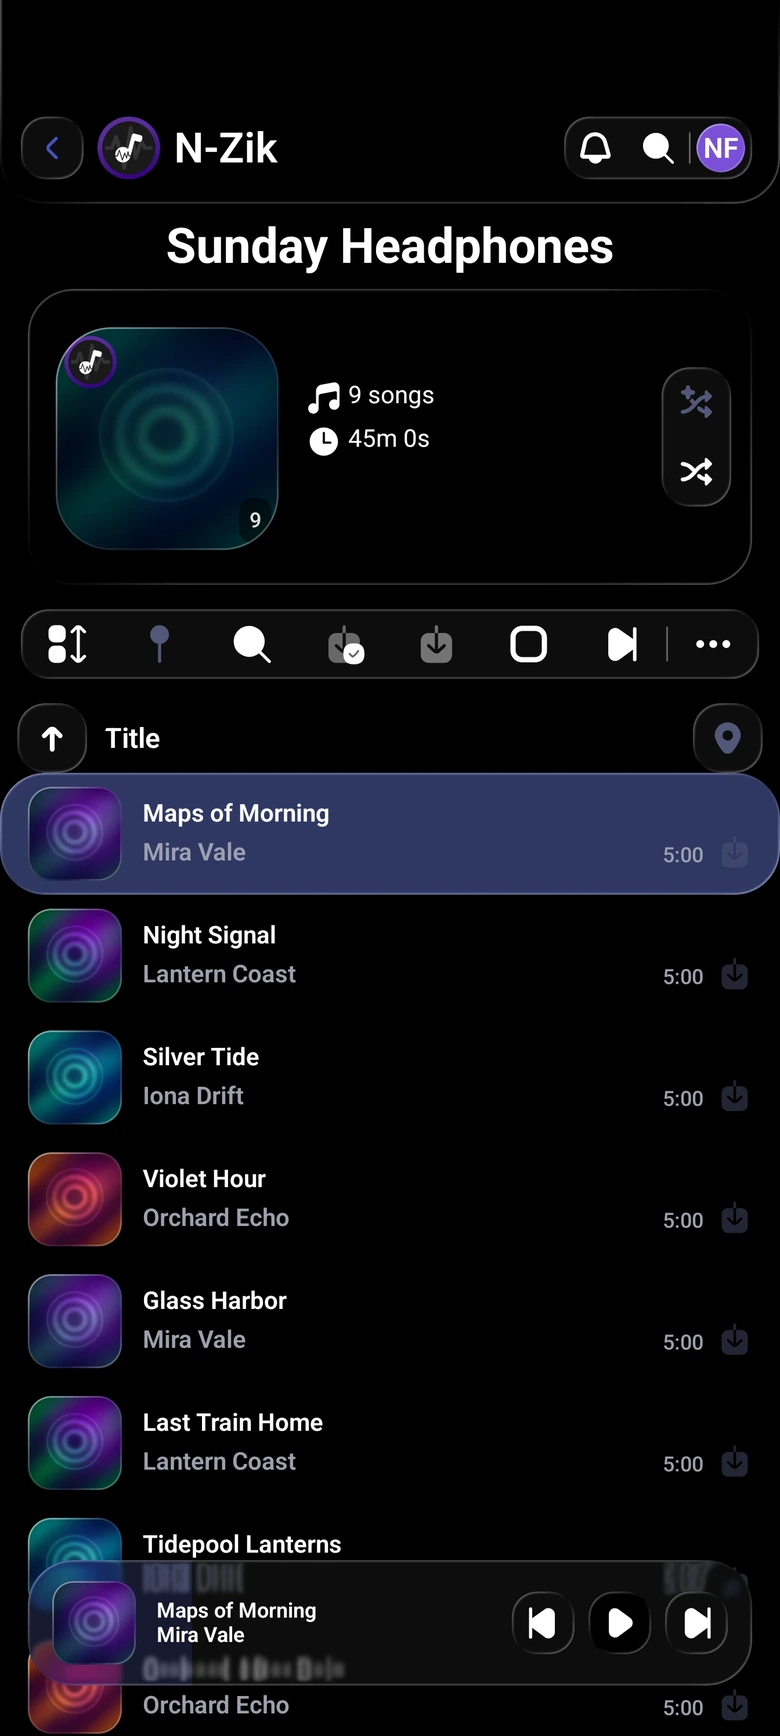 N-Zik
NF
Sunday Headphones
9 songs
45m 0s
9
Title
Maps of Morning
Mira Vale
5:00
Night Signal
Lantern Coast
5:00
Silver Tide
Iona Drift
5:00
Violet Hour
Orchard Echo
5:00
Glass Harbor
Mira Vale
5:00
Last Train Home
Lantern Coast
5:00
Tidepool Lanterns
Maps of Morning
Mira Vale
Orchard Echo
5:00